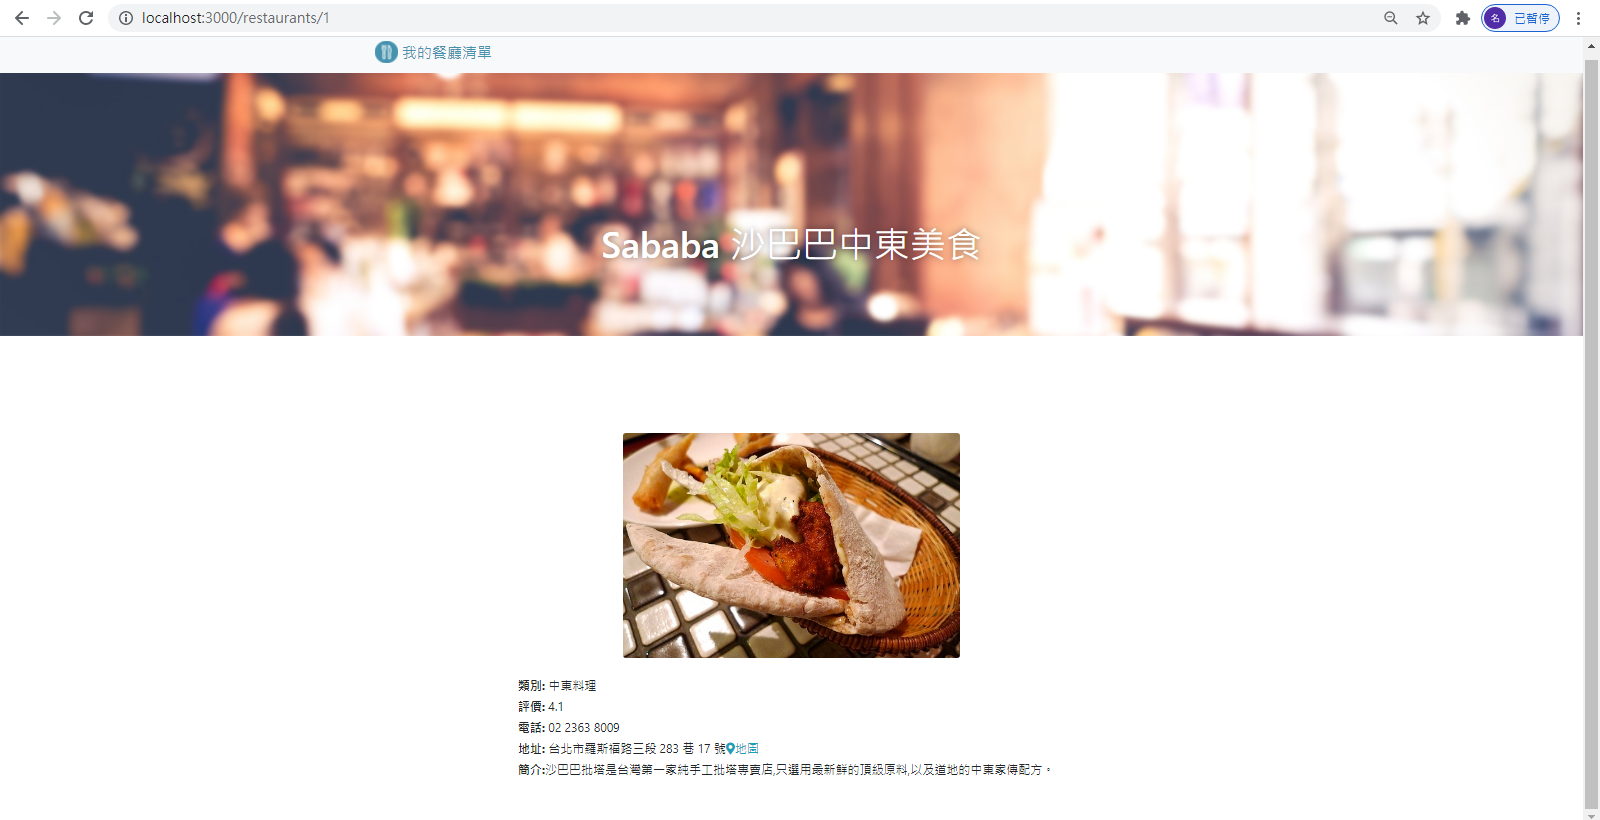 localhost:3000/restaurants/1
名 已暫停
我的餐廳清單
Sababa 沙巴巴中東美食
類別: 中東料理
評價: 4.1
電話: 02 2363 8009
地址: 台北市羅斯福路三段 283 巷 17 號地圖
簡介:沙巴巴批塔是台灣第一家純手工批塔專賣店,只選用最新鮮的頂級原料,以及道地的中東家傳配方。